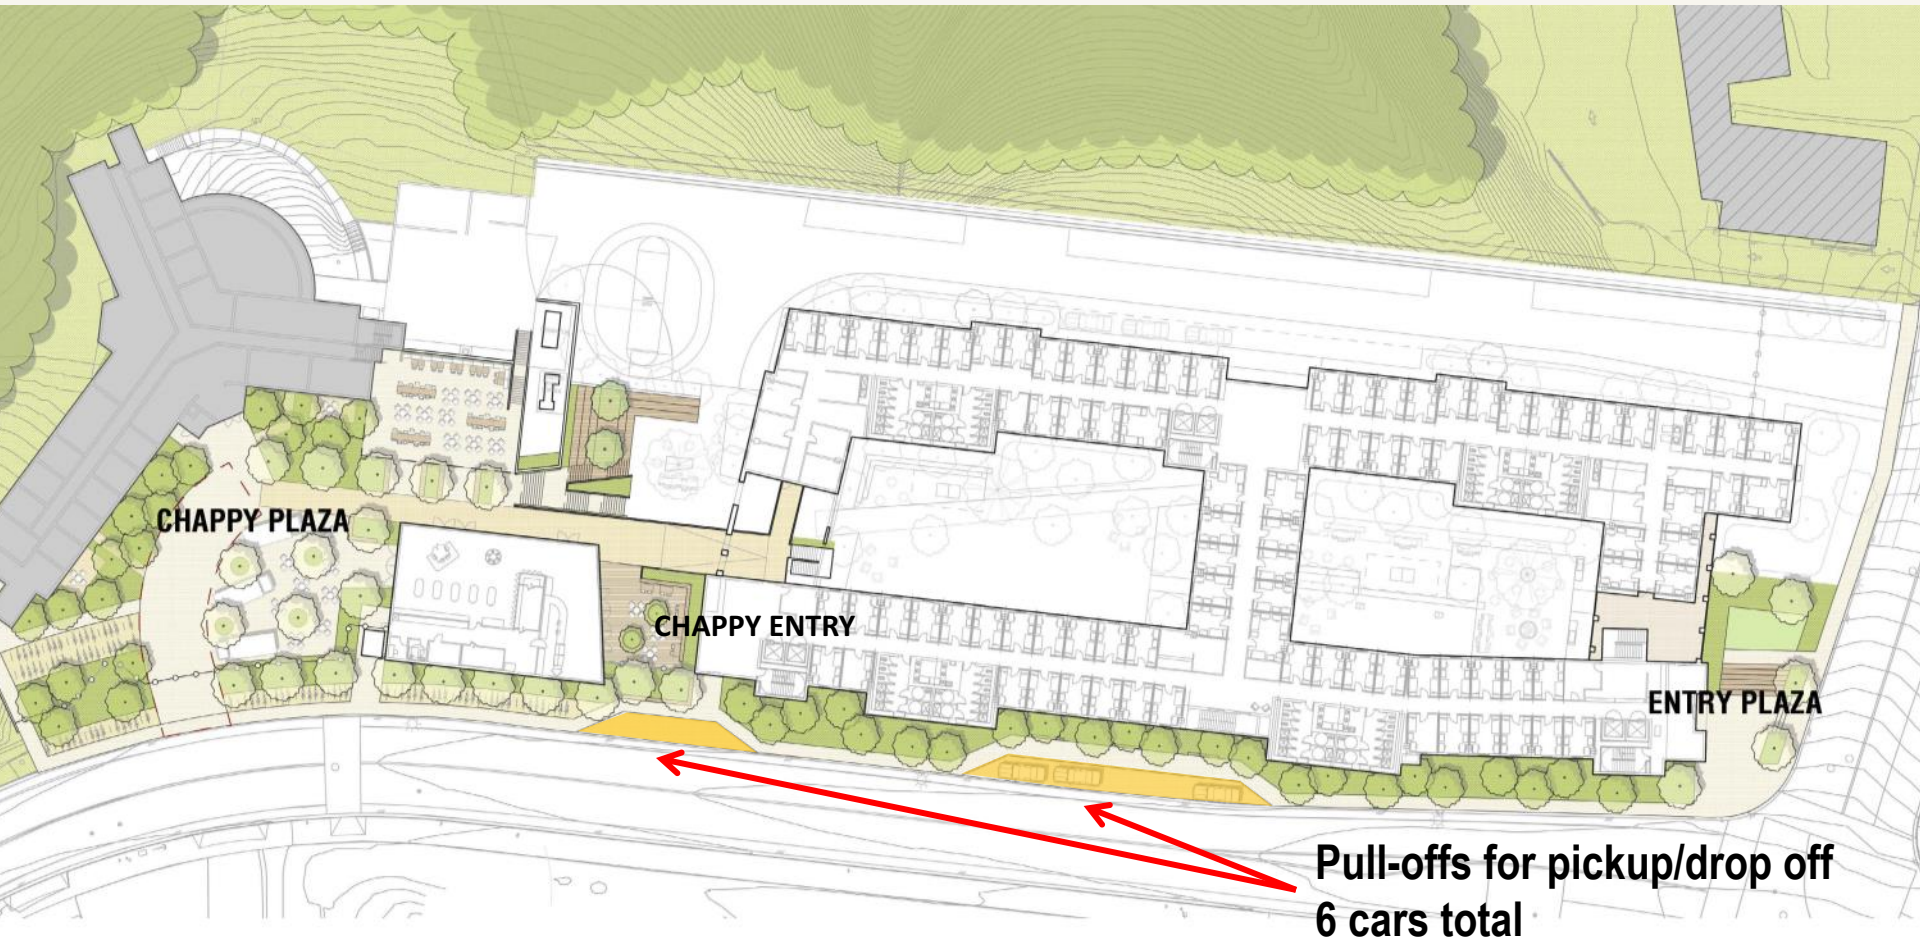 CHAPPY PLAZA
CHAPPY ENTRY
ENTRY PLAZA
Pull-offs for pickup/drop off
6 cars total